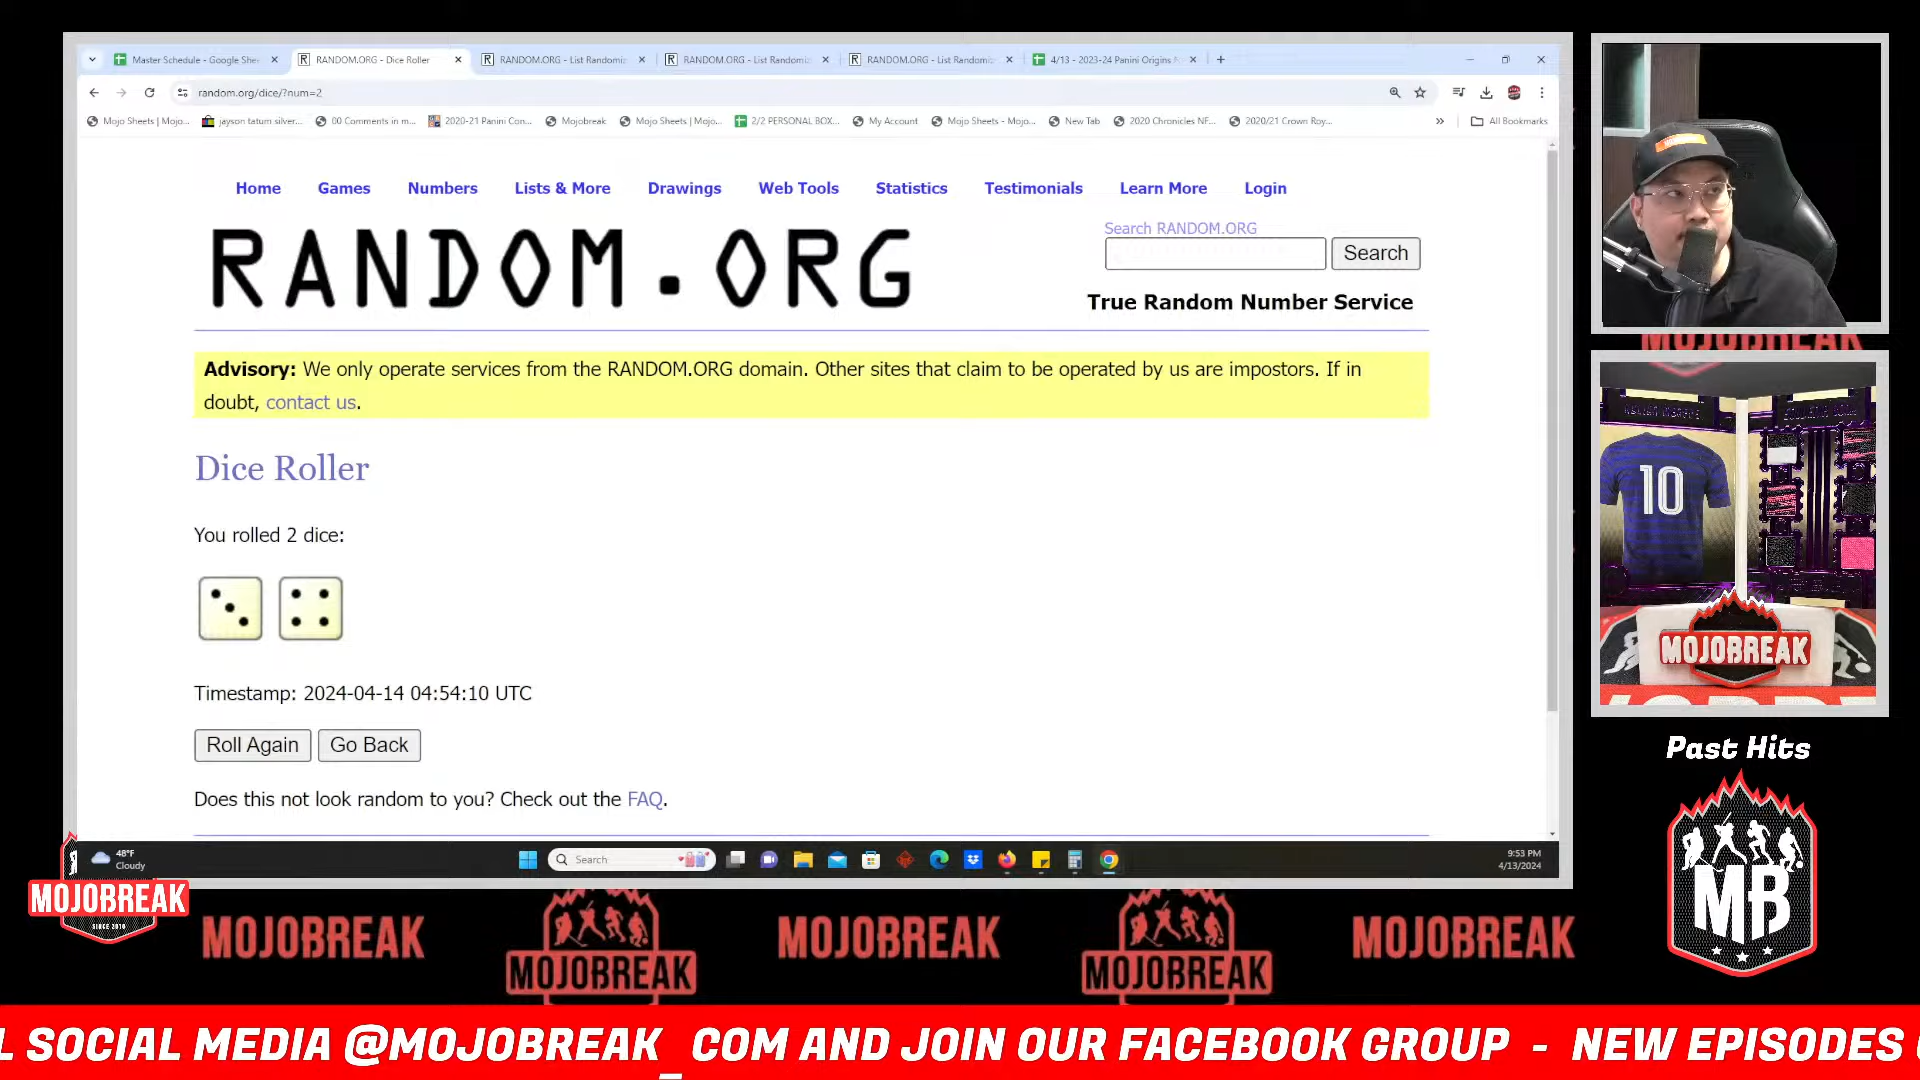 Master Schedule - Google Shee
RANDOM.ORG - Dice Roller
RANDOM.ORG - List Randomiz
RANDOM.ORG - List Randomiz
RANDOM.ORG - List Randomiz
4/13 - 2023-24 Panini Origins
random.org/dice/?num=2
Mojo Sheets | Mojo...
jayson tatum silver...
00 Comments in m...
2020-21 Panini Con...
Mojobreak
Mojo Sheets | Mojo...
2/2 PERSONAL BOX...
My Account
Mojo Sheets - Mojo...
New Tab
2020 Chronicles NF...
2020/21 Crown Roy...
All Bookmarks
Home Games Numbers Lists & More Drawings Web Tools Statistics Testimonials Learn More Login
RANDOM.ORG
Search RANDOM.ORG
Search
True Random Number Service
Advisory: We only operate services from the RANDOM.ORG domain. Other sites that claim to be operated by us are impostors. If in
doubt, contact us.
Dice Roller
You rolled 2 dice:
Timestamp: 2024-04-14 04:54:10 UTC
Roll Again
Go Back
Does this not look random to you? Check out the FAQ.
48°F
Cloudy
Search
9:53 PM
4/13/2024
10
MOJOBREAK
Past Hits
MB
MOJOBREAK
SINCE 2010
MOJOBREAK
MOJOBREAK
MOJOBREAK
MOJOBREAK
MOJOBREAK
L SOCIAL MEDIA @MOJOBREAK_COM AND JOIN OUR FACEBOOK GROUP - NEW EPISODES